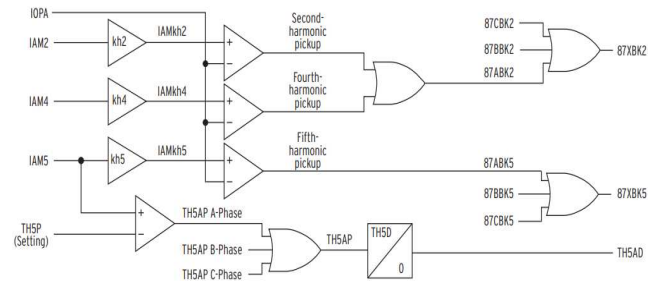 IOPA
IAM2
kh2
IAMkh2
+
−
Second-
harmonic
pickup
87CBK2
87BBK2
87ABK2
87XBK2
IAM4
kh4
IAMkh4
+
−
Fourth-
harmonic
pickup
IAM5
kh5
IAMkh5
+
−
Fifth-
harmonic
pickup
87ABK5
87BBK5
87CBK5
87XBK5
TH5P
(Setting)
+
−
TH5AP A-Phase
TH5AP B-Phase
TH5AP C-Phase
TH5AP
TH5D
0
TH5AD